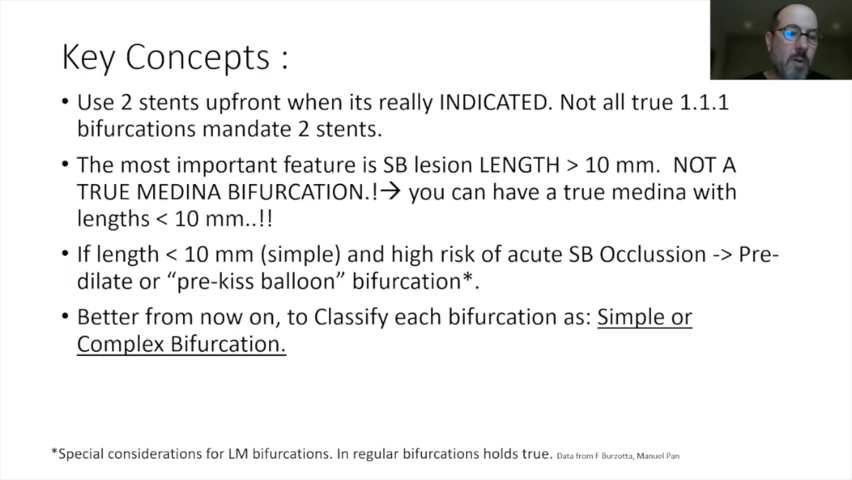 Key Concepts :
• Use 2 stents upfront when its really INDICATED. Not all true 1.1.1
bifurcations mandate 2 stents.
• The most important feature is SB lesion LENGTH > 10 mm.  NOT A
TRUE MEDINA BIFURCATION.!→ you can have a true medina with
lengths < 10 mm..!!
• If length < 10 mm (simple) and high risk of acute SB Occlussion -> Pre-
dilate or “pre-kiss balloon” bifurcation*.
• Better from now on, to Classify each bifurcation as: Simple or
Complex Bifurcation.
*Special considerations for LM bifurcations. In regular bifurcations holds true. Data from F Burzotta, Manuel Pan